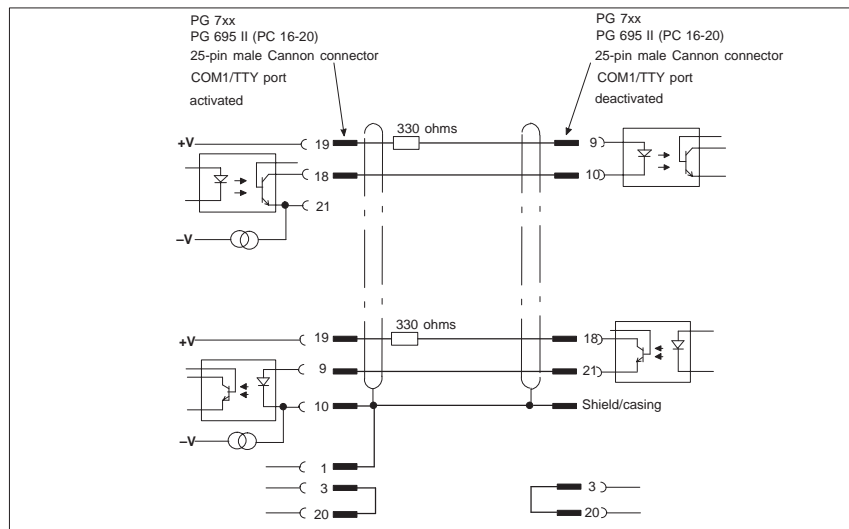 PG 7xx
PG 695 II (PC 16-20)
25-pin male Cannon connector
COM1/TTY port
activated
PG 7xx
PG 695 II (PC 16-20)
25-pin male Cannon connector
COM1/TTY port
deactivated
330 ohms
+V
19
9
18
10
21
–V
330 ohms
+V
19
18
9
21
10
Shield/casing
–V
1
3
3
20
20